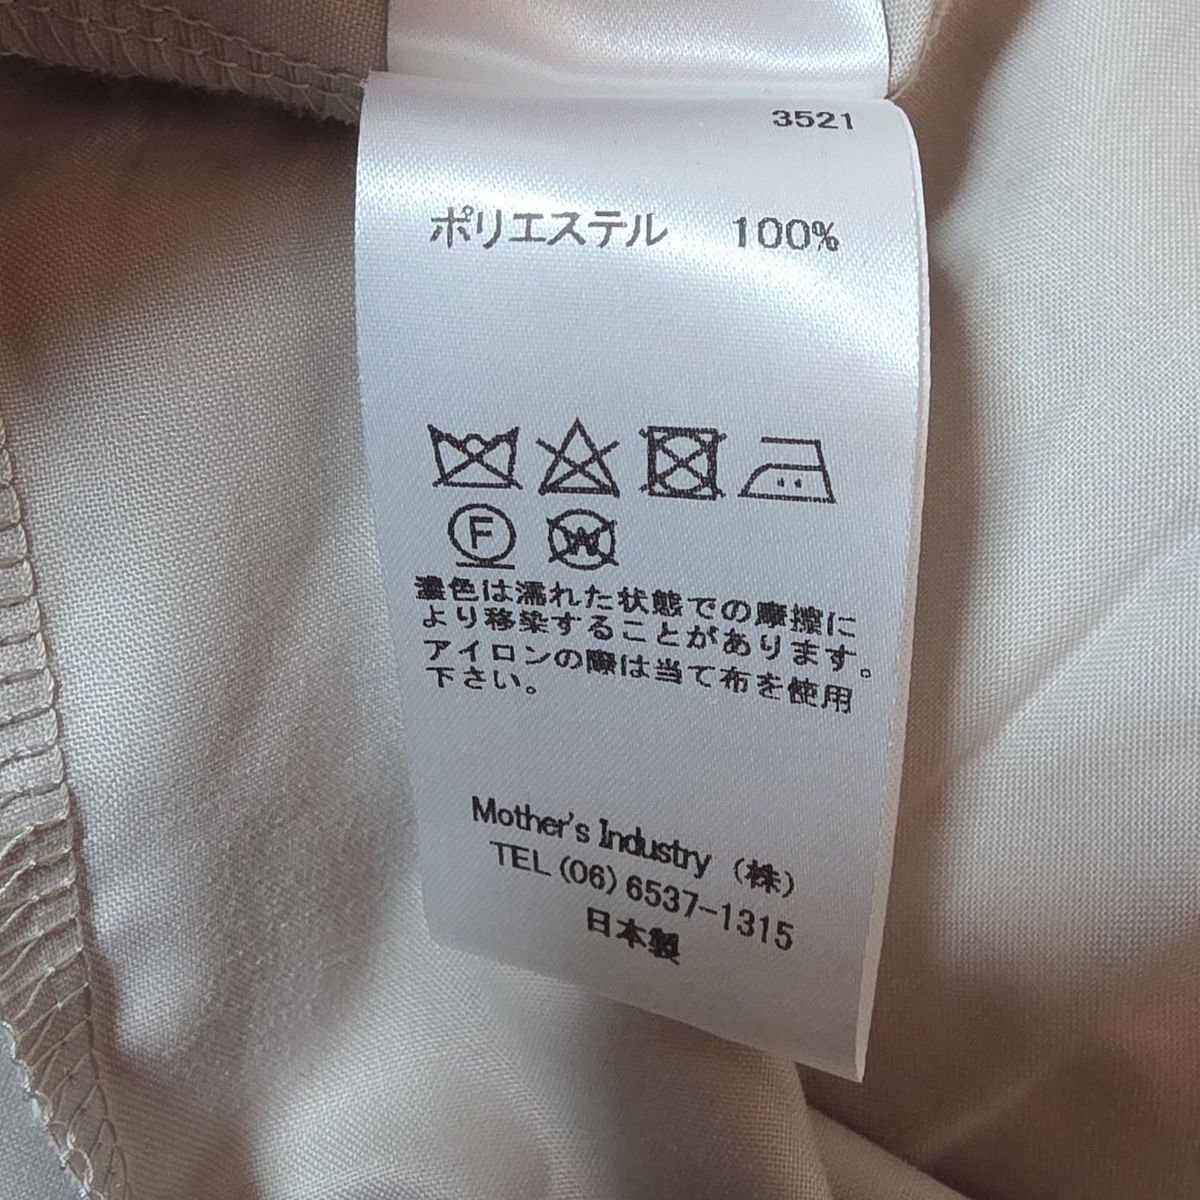 3521
ポリエステル 100%
F W
濃色は濡れた状態での摩擦に
より移染することがあります。
アイロンの際は当て布を使用
下さい。
Mother's Industry (株)
TEL (06) 6537-1315
日本製